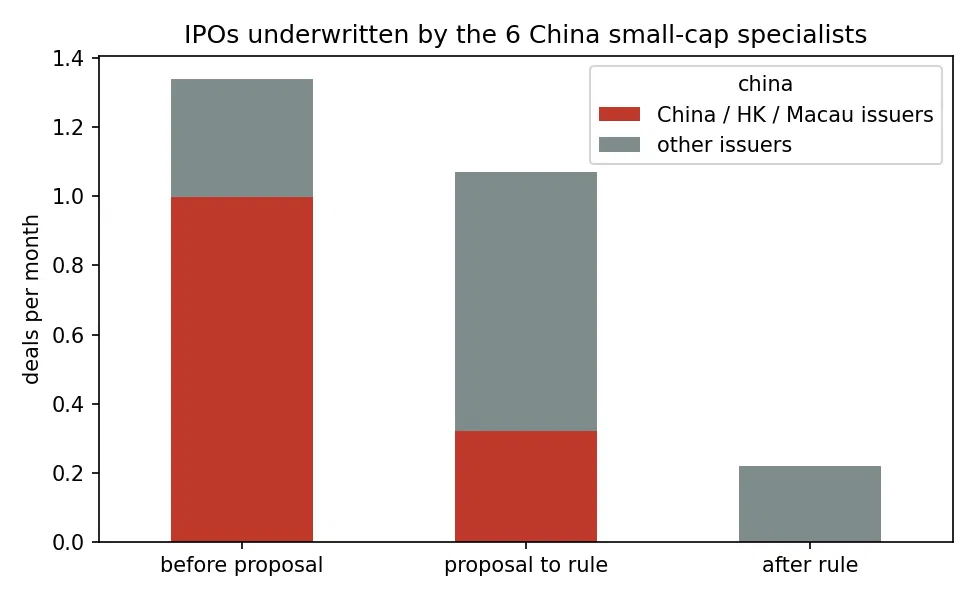 IPOs underwritten by the 6 China small-cap specialists
china
China / HK / Macau issuers
other issuers
deals per month
1.4
1.2
1.0
0.8
0.6
0.4
0.2
0.0
before proposal
proposal to rule
after rule